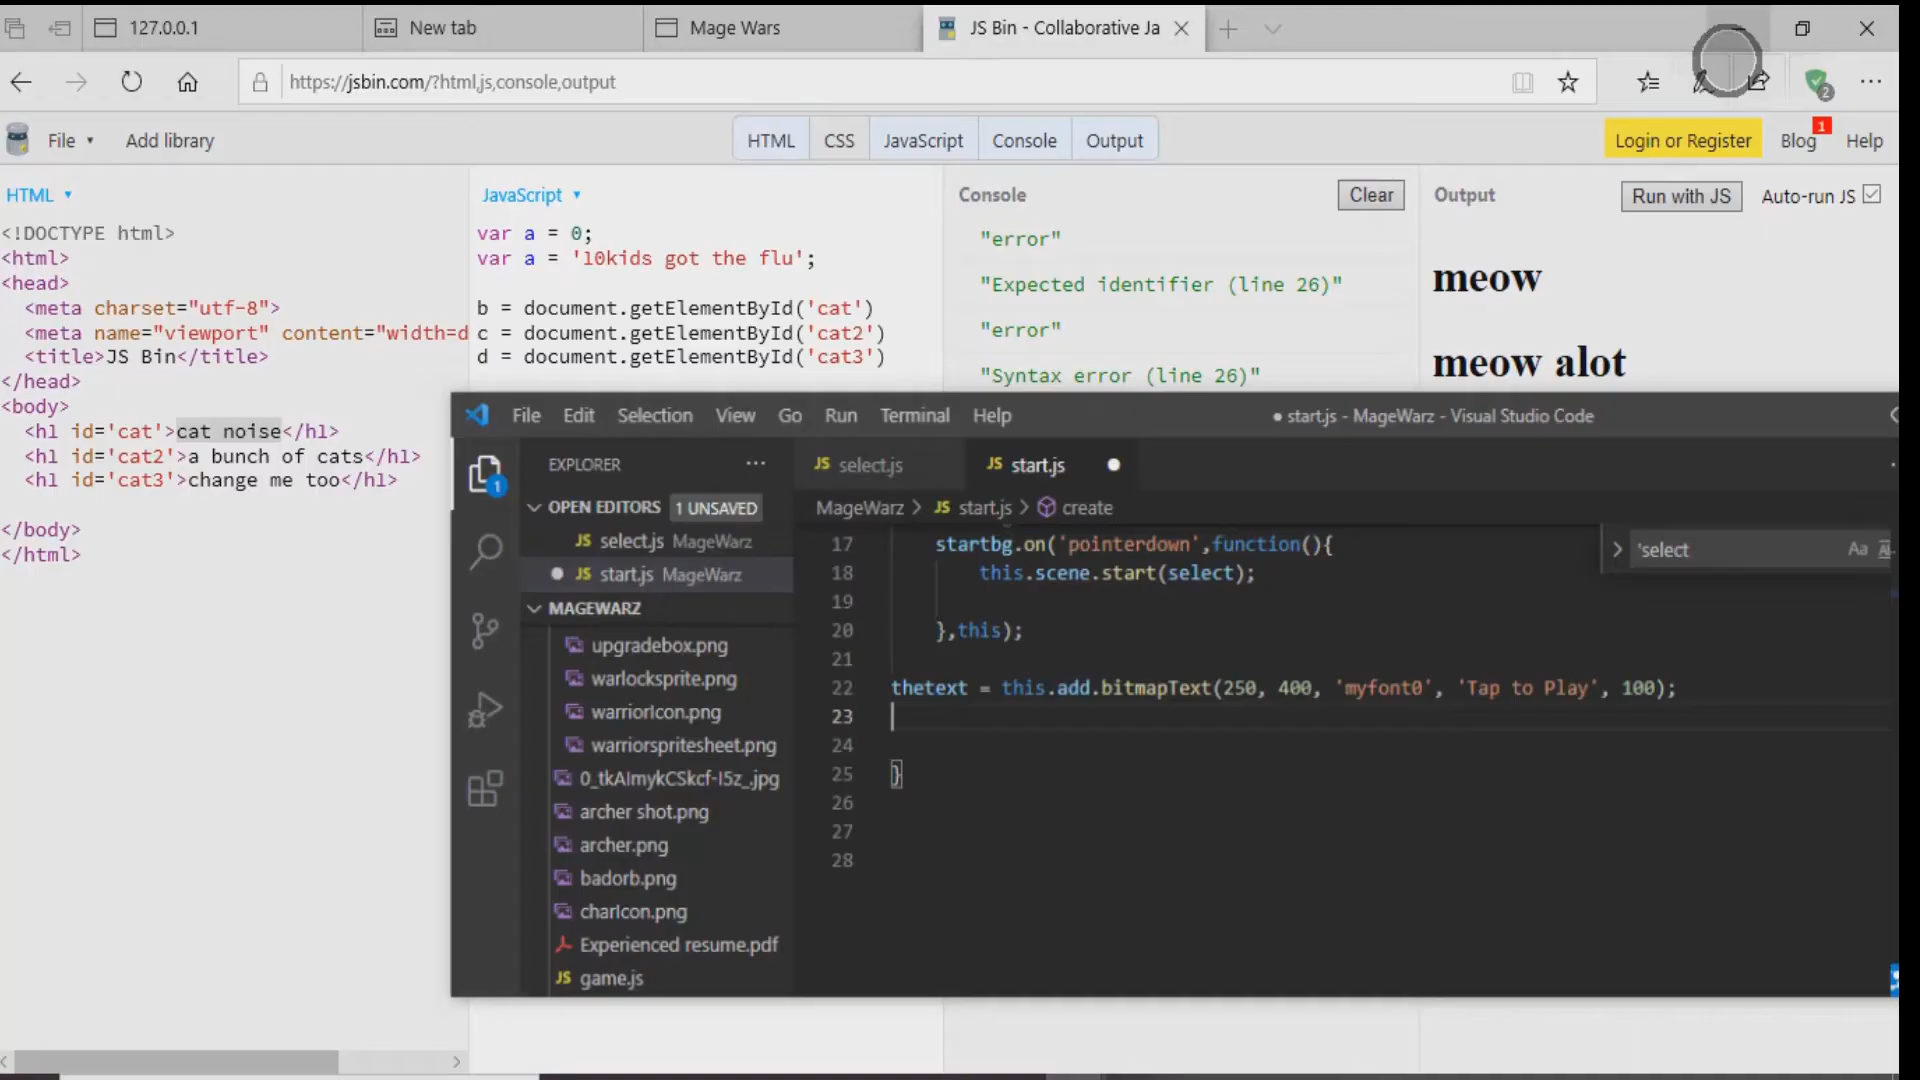 127.0.0.1
New tab
Mage Wars
JS Bin - Collaborative Ja
https://jsbin.com/?html,js,console,output
2
File
Add library
HTML
CSS
JavaScript
Console
Output
Login or Register
Blog
1
Help
HTML
<!DOCTYPE html>
<html>
<head>
<meta charset="utf-8">
<meta name="viewport" content="width=d
<title>JS Bin</title>
</head>
<body>
<h1 id='cat'>cat noise</h1>
<h1 id='cat2'>a bunch of cats</h1>
<h1 id='cat3'>change me too</h1>
</body>
</html>
JavaScript
var a = 0;
var a = 'l0kids got the flu';
b = document.getElementById('cat')
c = document.getElementById('cat2')
d = document.getElementById('cat3')
Console
Clear
"error"
"Expected identifier (line 26)"
"error"
"Syntax error (line 26)"
Output
Run with JS
Auto-run JS
meow
meow alot
File Edit Selection View Go Run Terminal Help
● start.js - MageWarz - Visual Studio Code
1
EXPLORER
OPEN EDITORS 1 UNSAVED
JS select.js MageWarz
JS start.js MageWarz
MAGEWARZ
upgradebox.png
warlocksprite.png
warriorIcon.png
warriorspritesheet.png
0_tkAImykCSkcf-I5z_.jpg
archer shot.png
archer.png
badorb.png
charIcon.png
Experienced resume.pdf
JS game.js
JS select.js
JS start.js
MageWarz > JS start.js > create
'select
Aa
17 startbg.on('pointerdown',function(){
18 this.scene.start(select);
19
20 },this);
21
22 thetext = this.add.bitmapText(250, 400, 'myfont0', 'Tap to Play', 100);
23
24
25 }
26
27
28